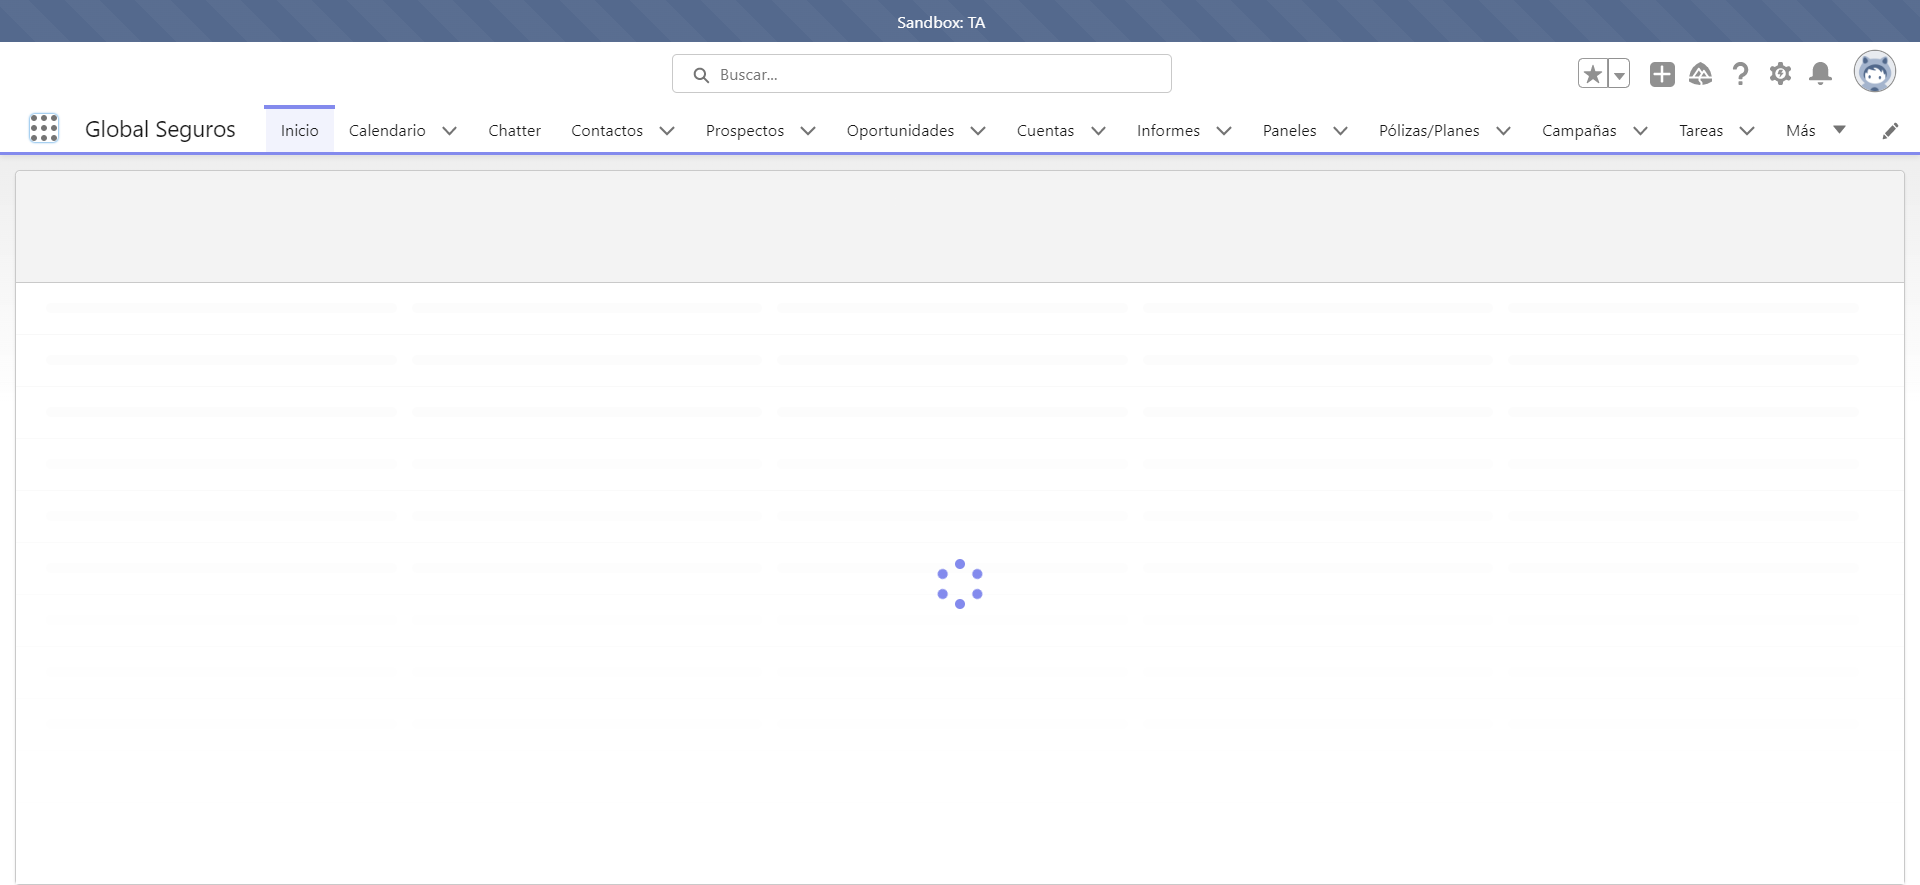 Sandbox: TA
Buscar...
Global Seguros
Inicio
Calendario
Chatter
Contactos
Prospectos
Oportunidades
Cuentas
Informes
Paneles
Pólizas/Planes
Campañas
Tareas
Más